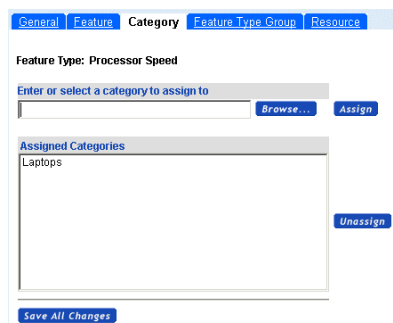 General Feature Category Feature Type Group Resource
Feature Type: Processor Speed
Enter or select a category to assign to
Browse... Assign
Assigned Categories
Laptops
Unassign
Save All Changes